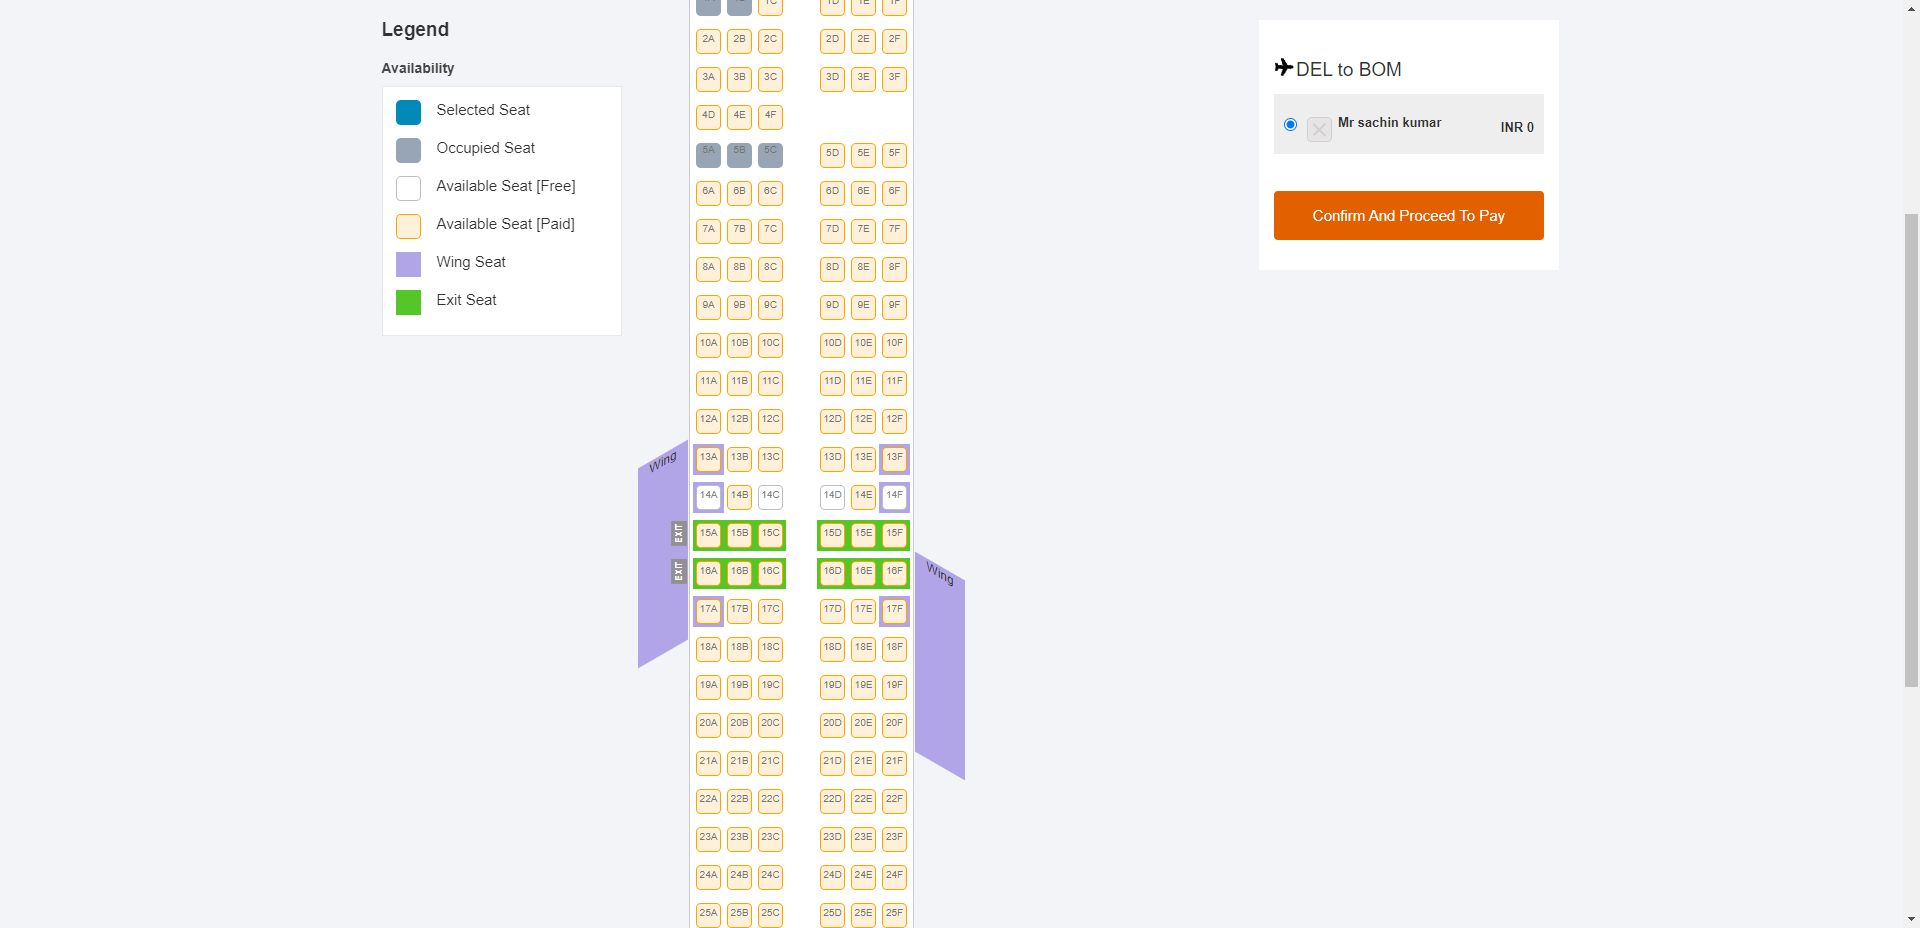 Legend
Availability
Selected Seat
Occupied Seat
Available Seat [Free]
Available Seat [Paid]
Wing Seat
Exit Seat
1C 1D 1E 1F
2A 2B 2C 2D 2E 2F
3A 3B 3C 3D 3E 3F
4D 4E 4F
5A 5B 5C 5D 5E 5F
6A 6B 6C 6D 6E 6F
7A 7B 7C 7D 7E 7F
8A 8B 8C 8D 8E 8F
9A 9B 9C 9D 9E 9F
10A 10B 10C 10D 10E 10F
11A 11B 11C 11D 11E 11F
12A 12B 12C 12D 12E 12F
Wing 13A 13B 13C 13D 13E 13F
14A 14B 14C 14D 14E 14F
EXIT 15A 15B 15C 15D 15E 15F
EXIT 16A 16B 16C 16D 16E 16F Wing
17A 17B 17C 17D 17E 17F
18A 18B 18C 18D 18E 18F
19A 19B 19C 19D 19E 19F
20A 20B 20C 20D 20E 20F
21A 21B 21C 21D 21E 21F
22A 22B 22C 22D 22E 22F
23A 23B 23C 23D 23E 23F
24A 24B 24C 24D 24E 24F
25A 25B 25C 25D 25E 25F
DEL to BOM
Mr sachin kumar INR 0
Confirm And Proceed To Pay